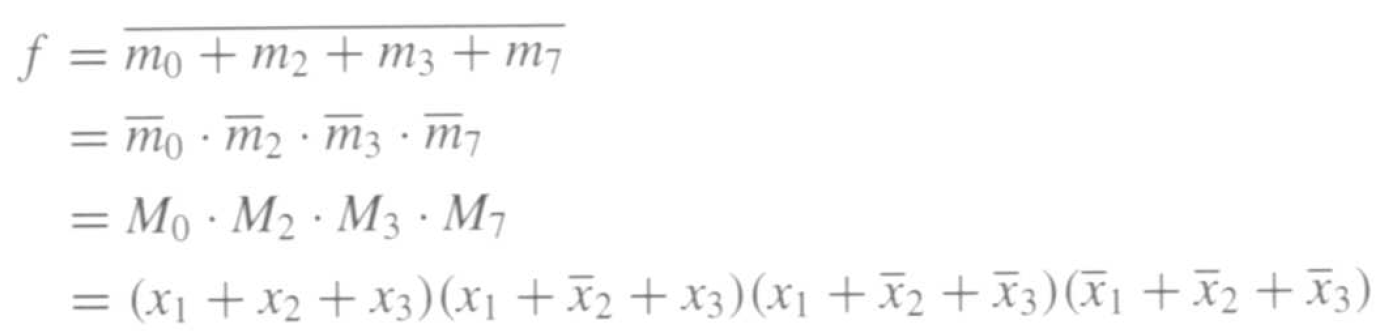 f = \overline{m_0 + m_2 + m_3 + m_7}
= \overline{m}_0 · \overline{m}_2 · \overline{m}_3 · \overline{m}_7
= M_0 · M_2 · M_3 · M_7
= (x_1 + x_2 + x_3)(x_1 + \overline{x}_2 + x_3)(x_1 + \overline{x}_2 + \overline{x}_3)(\overline{x}_1 + \overline{x}_2 + \overline{x}_3)